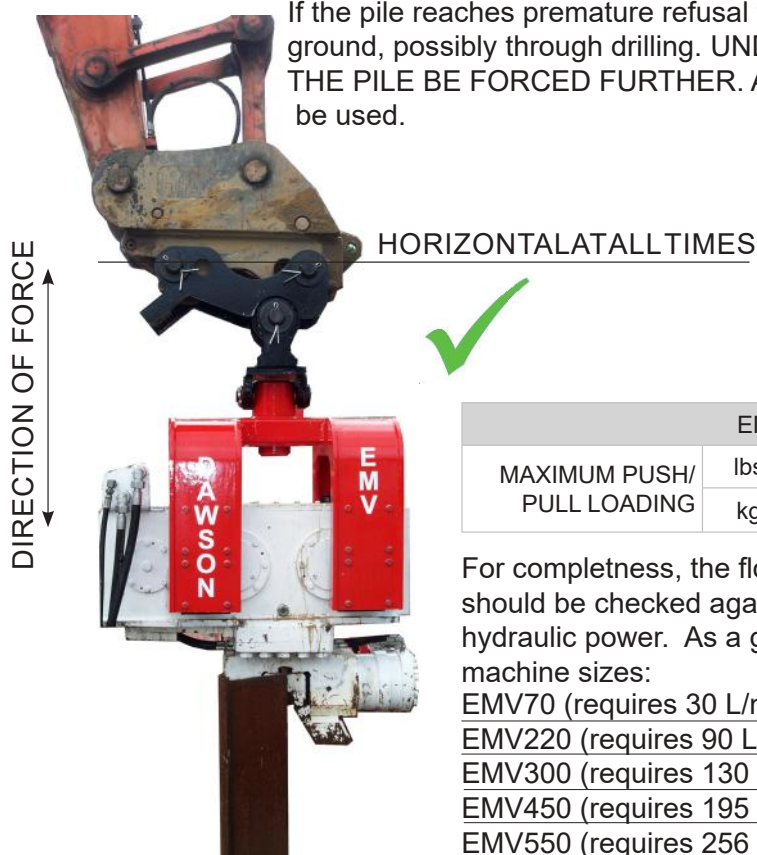 If the pile reaches premature refusal
ground, possibly through drilling. UND
THE PILE BE FORCED FURTHER. A
be used.
HORIZONTALATALLTIMES
DIRECTION OF FORCE
DAWSON
EMV
MAXIMUM PUSH/
PULL LOADING
lbs
kg
For completness, the flo
should be checked aga
hydraulic power. As a g
machine sizes:
EMV70 (requires 30 L/
EMV220 (requires 90 L
EMV300 (requires 130
EMV450 (requires 195
EMV550 (requires 256